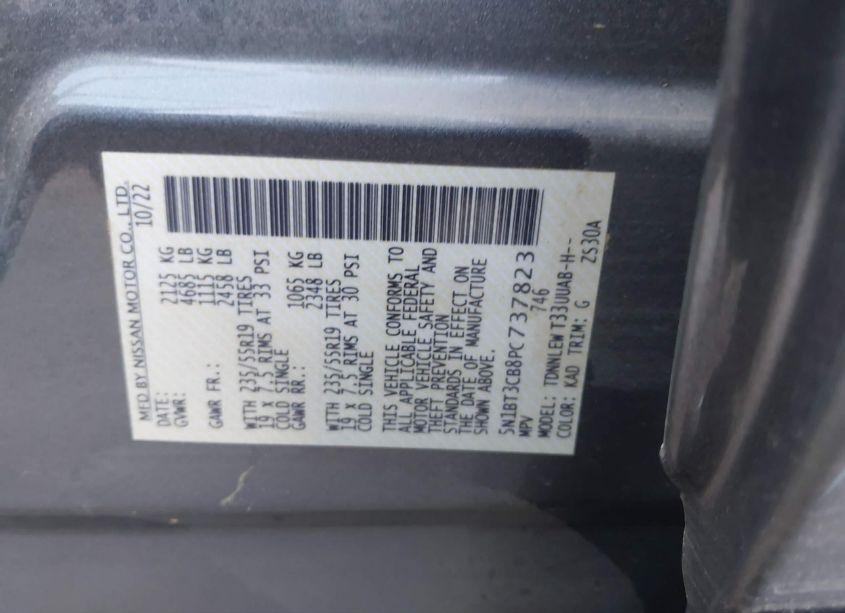 MFD BY NISSAN MOTOR CO., LTD.
DATE: 10/22
GVWR: 2125 KG
4685 LB
GAWR FR.: 1115 KG
2458 LB
WITH 235/55R19 TIRES
19 X 7.5 RIMS AT 33 PSI
COLD SINGLE
GAWR RR.: 1065 KG
2348 LB
WITH 235/55R19 TIRES
19 X 7.5 RIMS AT 30 PSI
COLD SINGLE
THIS VEHICLE CONFORMS TO
ALL APPLICABLE FEDERAL
MOTOR VEHICLE SAFETY AND
THEFT PREVENTION
STANDARDS IN EFFECT ON
THE DATE OF MANUFACTURE
SHOWN ABOVE.
5N1BT3CB8PC737823
MPV 746
MODEL: TDNNLEW T33UUAB-H--
COLOR: KAD TRIM: G ZS30A